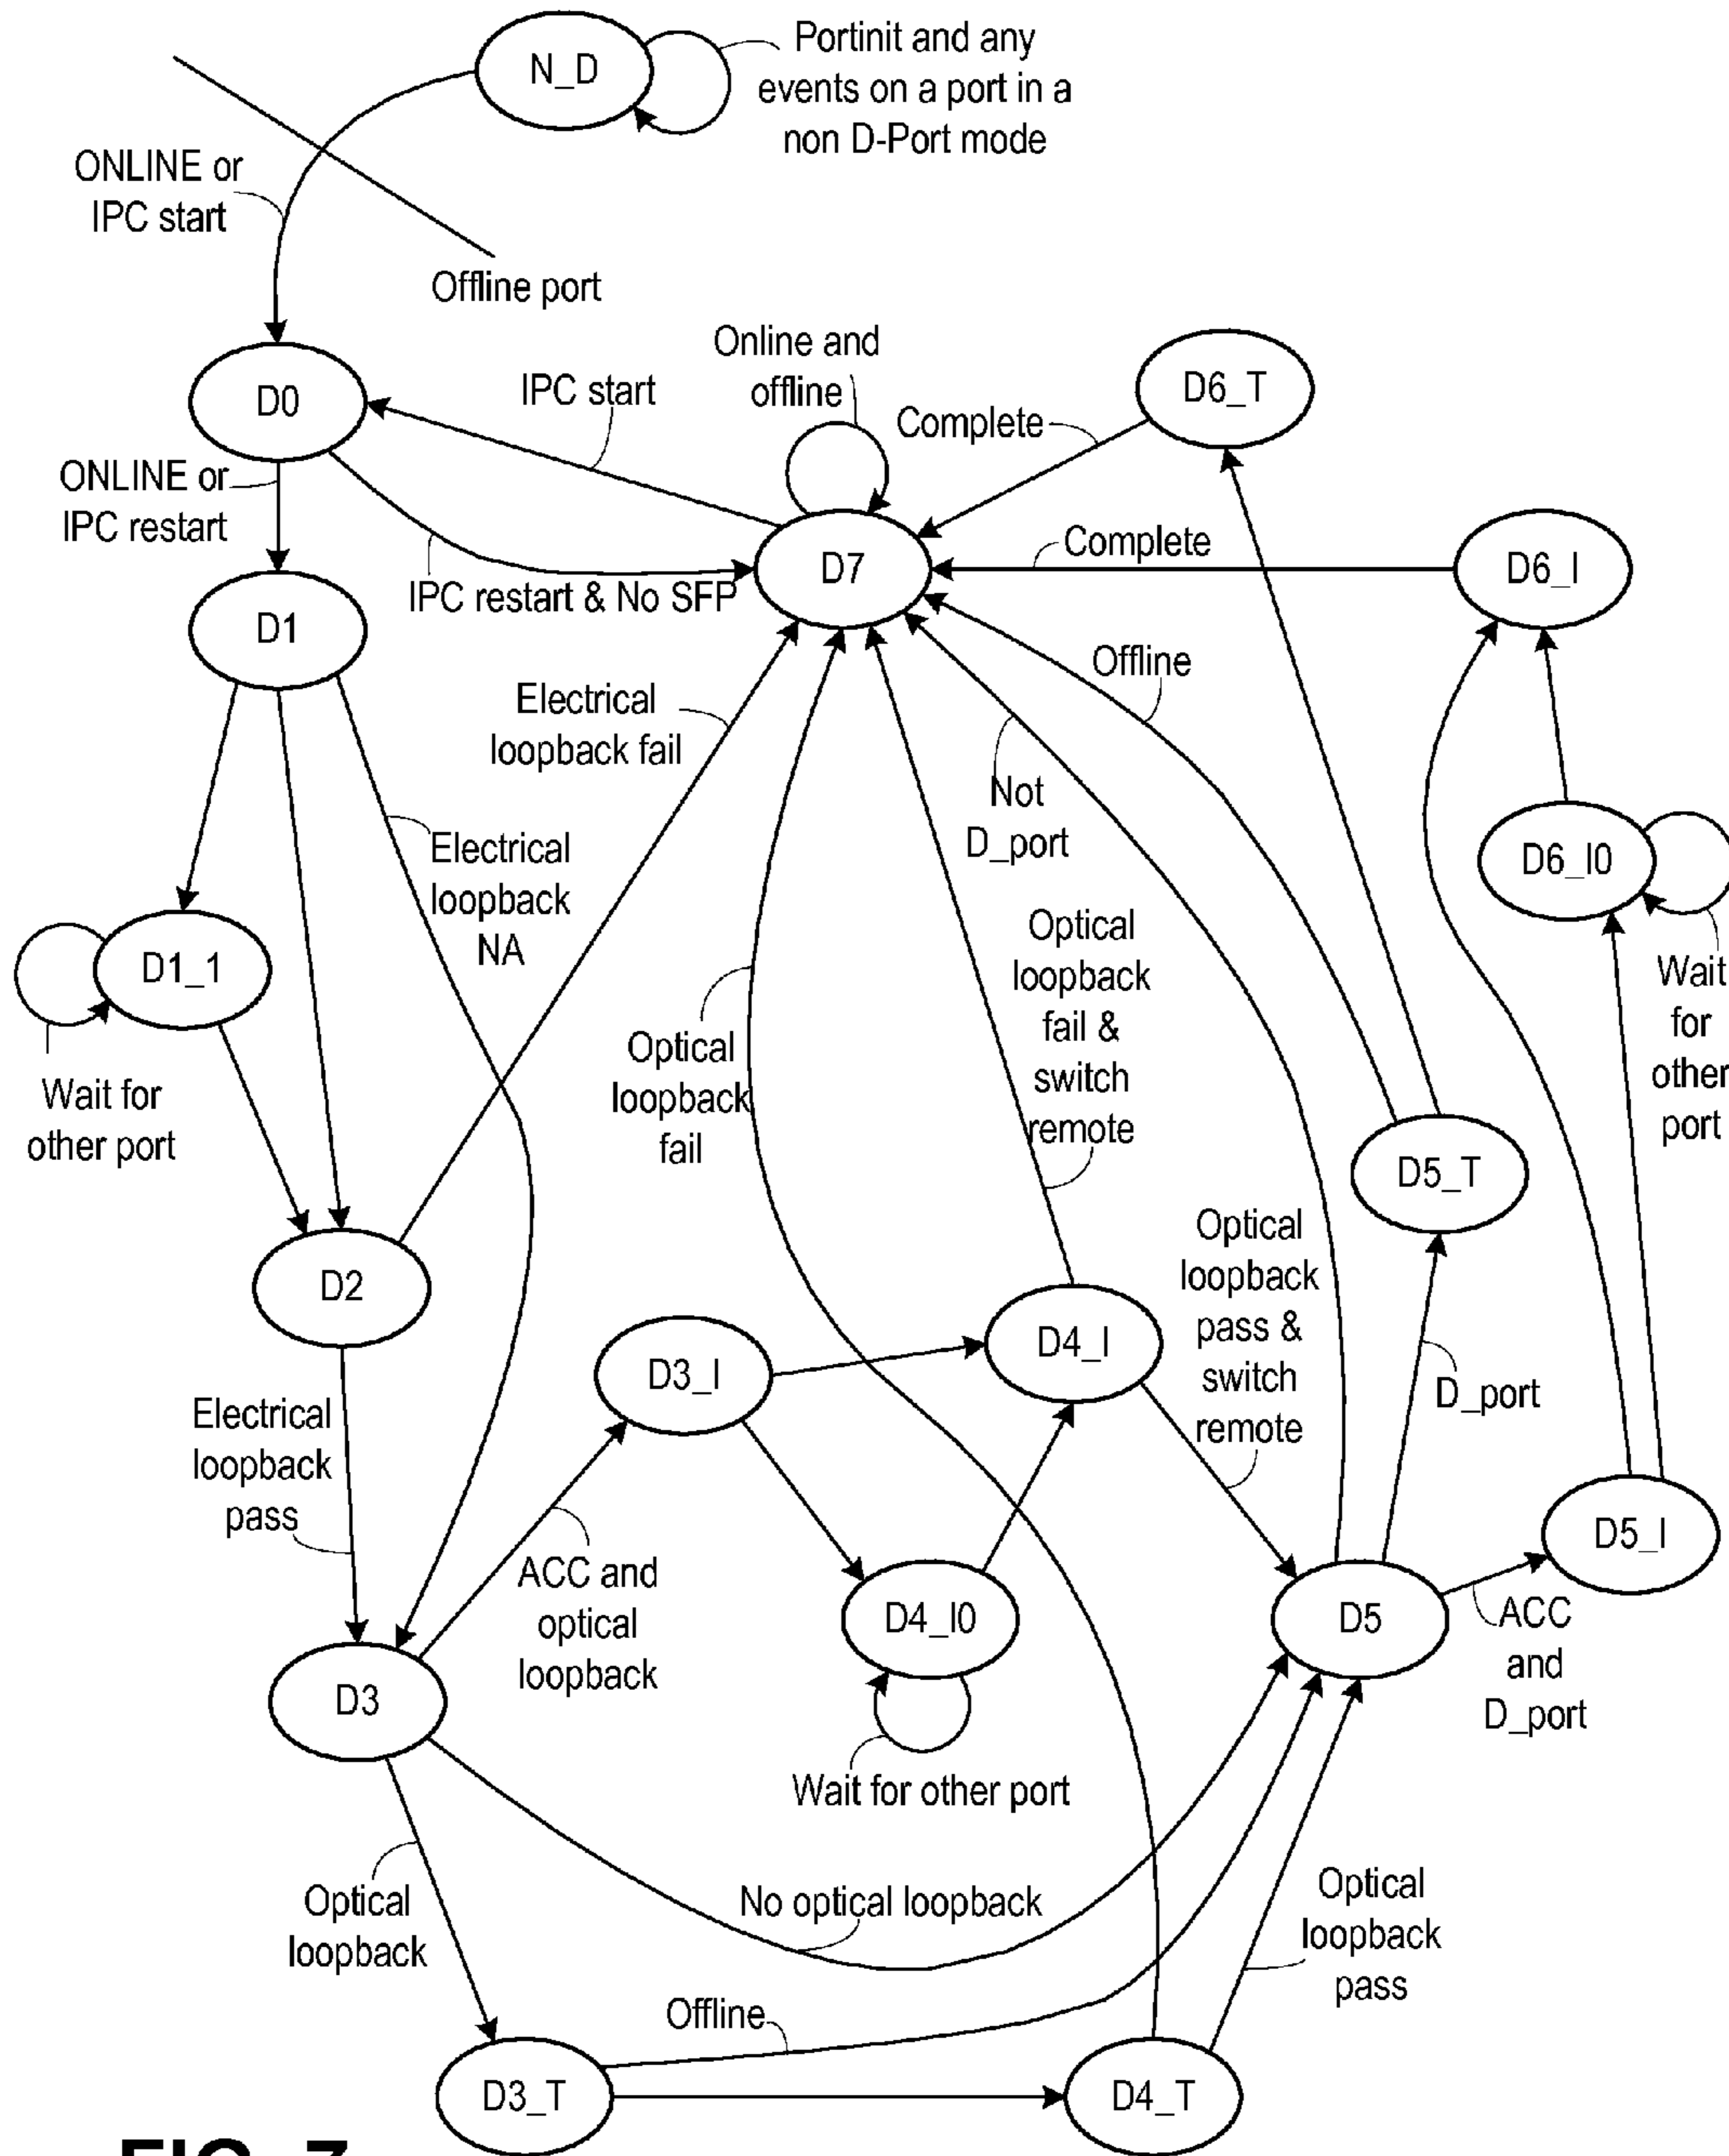 N_D
Portinit and any
events on a port in a
non D-Port mode
ONLINE or
IPC start
Offline port
D0
IPC start
Online and
offline
Complete
D6_T
ONLINE or
IPC restart
IPC restart & No SFP
D7
Complete
D6_I
D1
Electrical
loopback fail
Offline
Not
D_port
Electrical
loopback
NA
D6_I0
Wait
for
other
port
D1_1
Wait for
other port
Optical
loopback
fail
Optical
loopback
fail &
switch
remote
D5_T
D2
Optical
loopback
pass &
switch
remote
D3_I
D4_I
D_port
Electrical
loopback
pass
ACC and
optical
loopback
D4_I0
D5
D5_I
ACC
and
D_port
D3
Wait for other port
Optical
loopback
No optical loopback
Optical
loopback
pass
Offline
D3_T
D4_T
FIG. 7